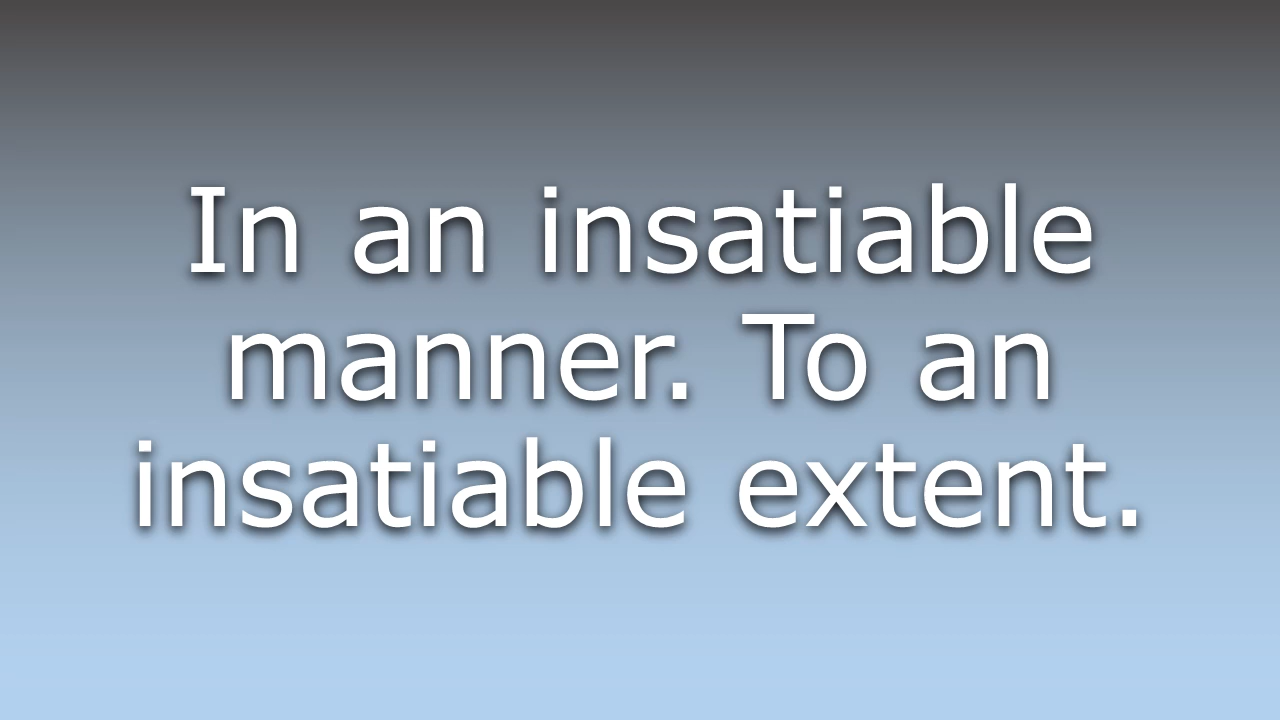 In an insatiable
manner. To an
insatiable extent.